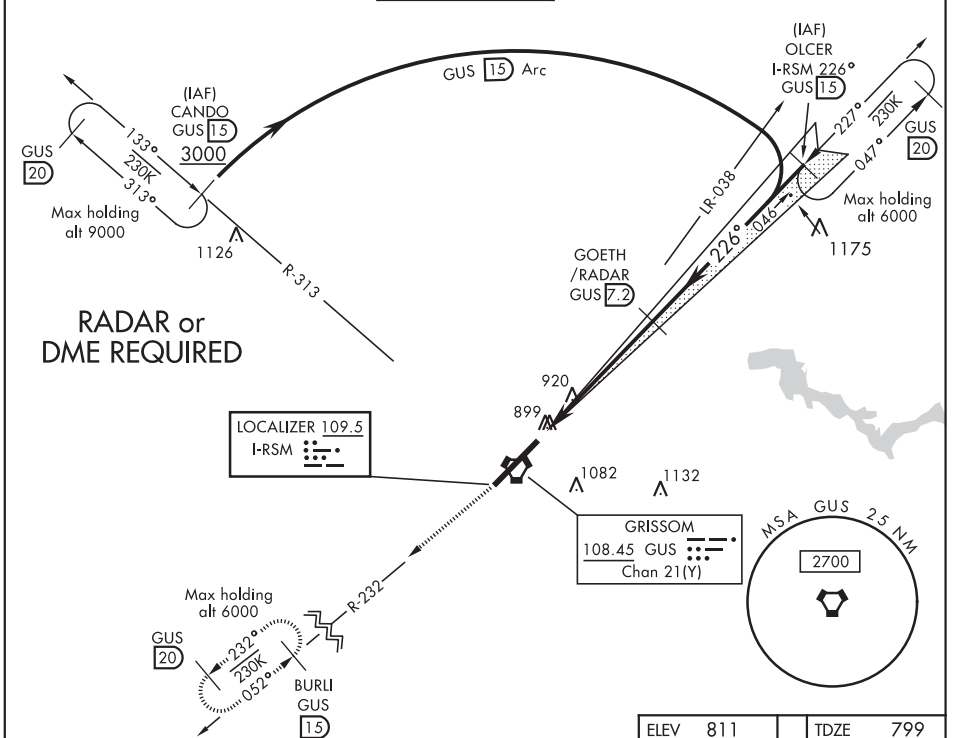 (IAF)
CANDO
GUS 15
3000
GUS 15 Arc
(IAF)
OLCER
I-RSM 226°
GUS 15
GUS
20
133°
230K
313°
Max holding
alt 9000
1126
R-313
227°
230K
047°
GUS
20
Max holding
alt 6000
1175
LR-038
226°
046
GOETH
/RADAR
GUS 7.2
RADAR or
DME REQUIRED
920
899
LOCALIZER 109.5
I-RSM
1082
1132
GRISSOM
108.45 GUS
Chan 21(Y)
MSA GUS 25 NM
2700
R-232
Max holding
alt 6000
GUS
20
232°
230K
052°
BURLI
GUS
15
ELEV 811
TDZE 799